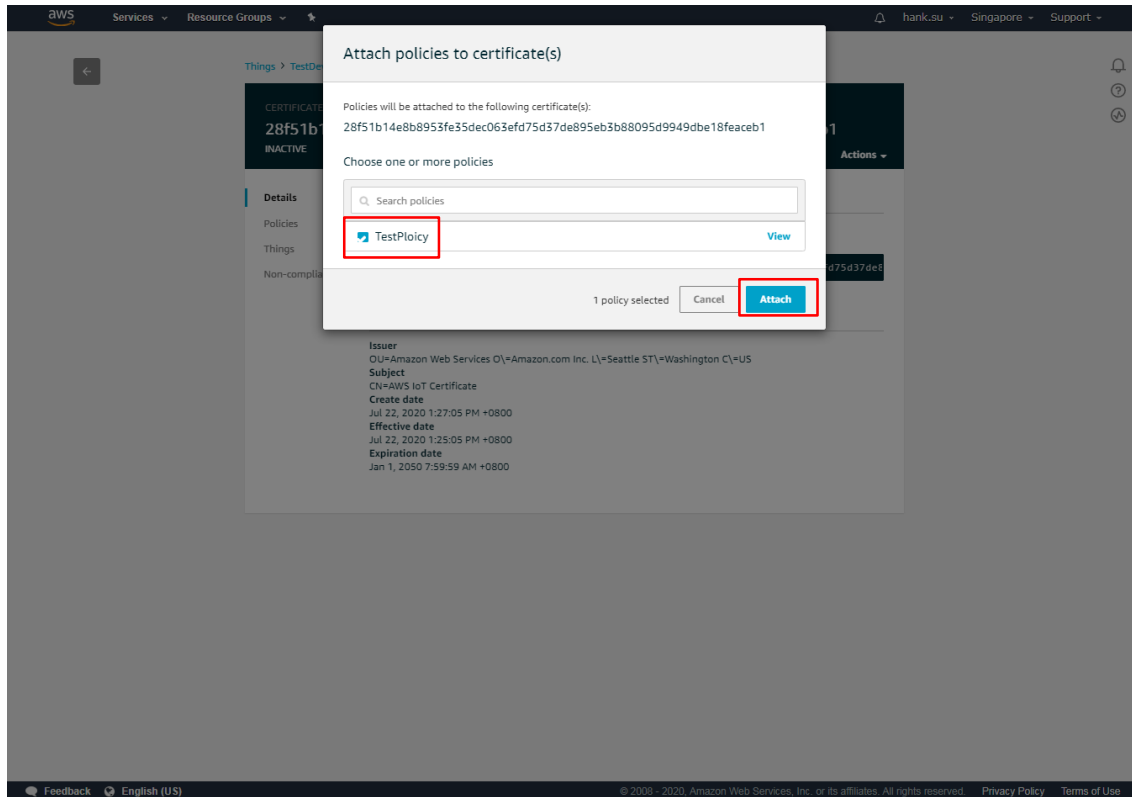 aws Services Resource Groups hank.su Singapore Support
Attach policies to certificate(s)
Things > TestDe
Policies will be attached to the following certificate(s):
CERTIFICATE
28f51b14e8b8953fe35dec063efd75d37de895eb3b88095d9949dbe18feaceb1
28f51b1
1
INACTIVE
Actions
Choose one or more policies
Search policies
Details
Policies
TestPloicy View
Things
Non-complia
d75d37de8
1 policy selected Cancel Attach
Issuer
OU=Amazon Web Services O\=Amazon.com Inc. L\=Seattle ST\=Washington C\=US
Subject
CN=AWS IoT Certificate
Create date
Jul 22, 2020 1:27:05 PM +0800
Effective date
Jul 22, 2020 1:25:05 PM +0800
Expiration date
Jan 1, 2050 7:59:59 AM +0800
Feedback English (US) © 2008 - 2020, Amazon Web Services, Inc. or its affiliates. All rights reserved. Privacy Policy Terms of Use